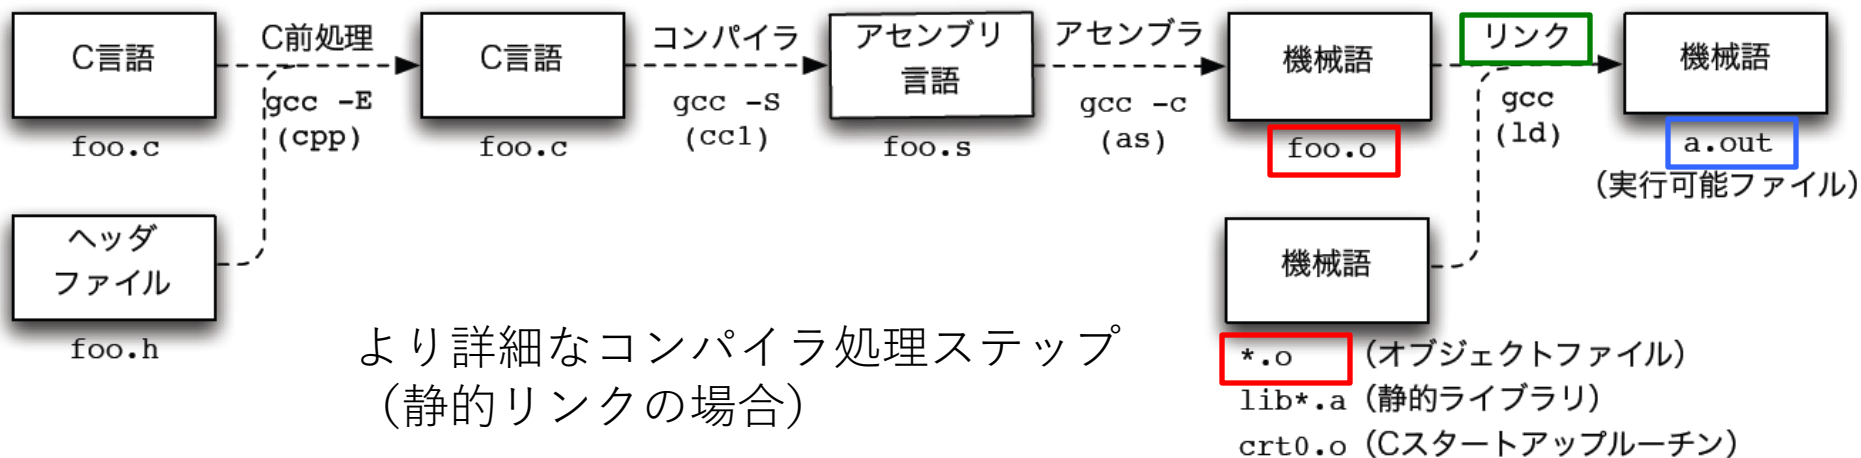 C言語
foo.c
C前処理
gcc -E
(cpp)
C言語
foo.c
コンパイラ
gcc -S
(cc1)
アセンブリ
言語
foo.s
アセンブラ
gcc -c
(as)
機械語
foo.o
リンク
gcc
(ld)
機械語
a.out
(実行可能ファイル)
ヘッダ
ファイル
foo.h
より詳細なコンパイラ処理ステップ
(静的リンクの場合)
機械語
*.o (オブジェクトファイル)
lib*.a (静的ライブラリ)
crt0.o (Cスタートアップルーチン)